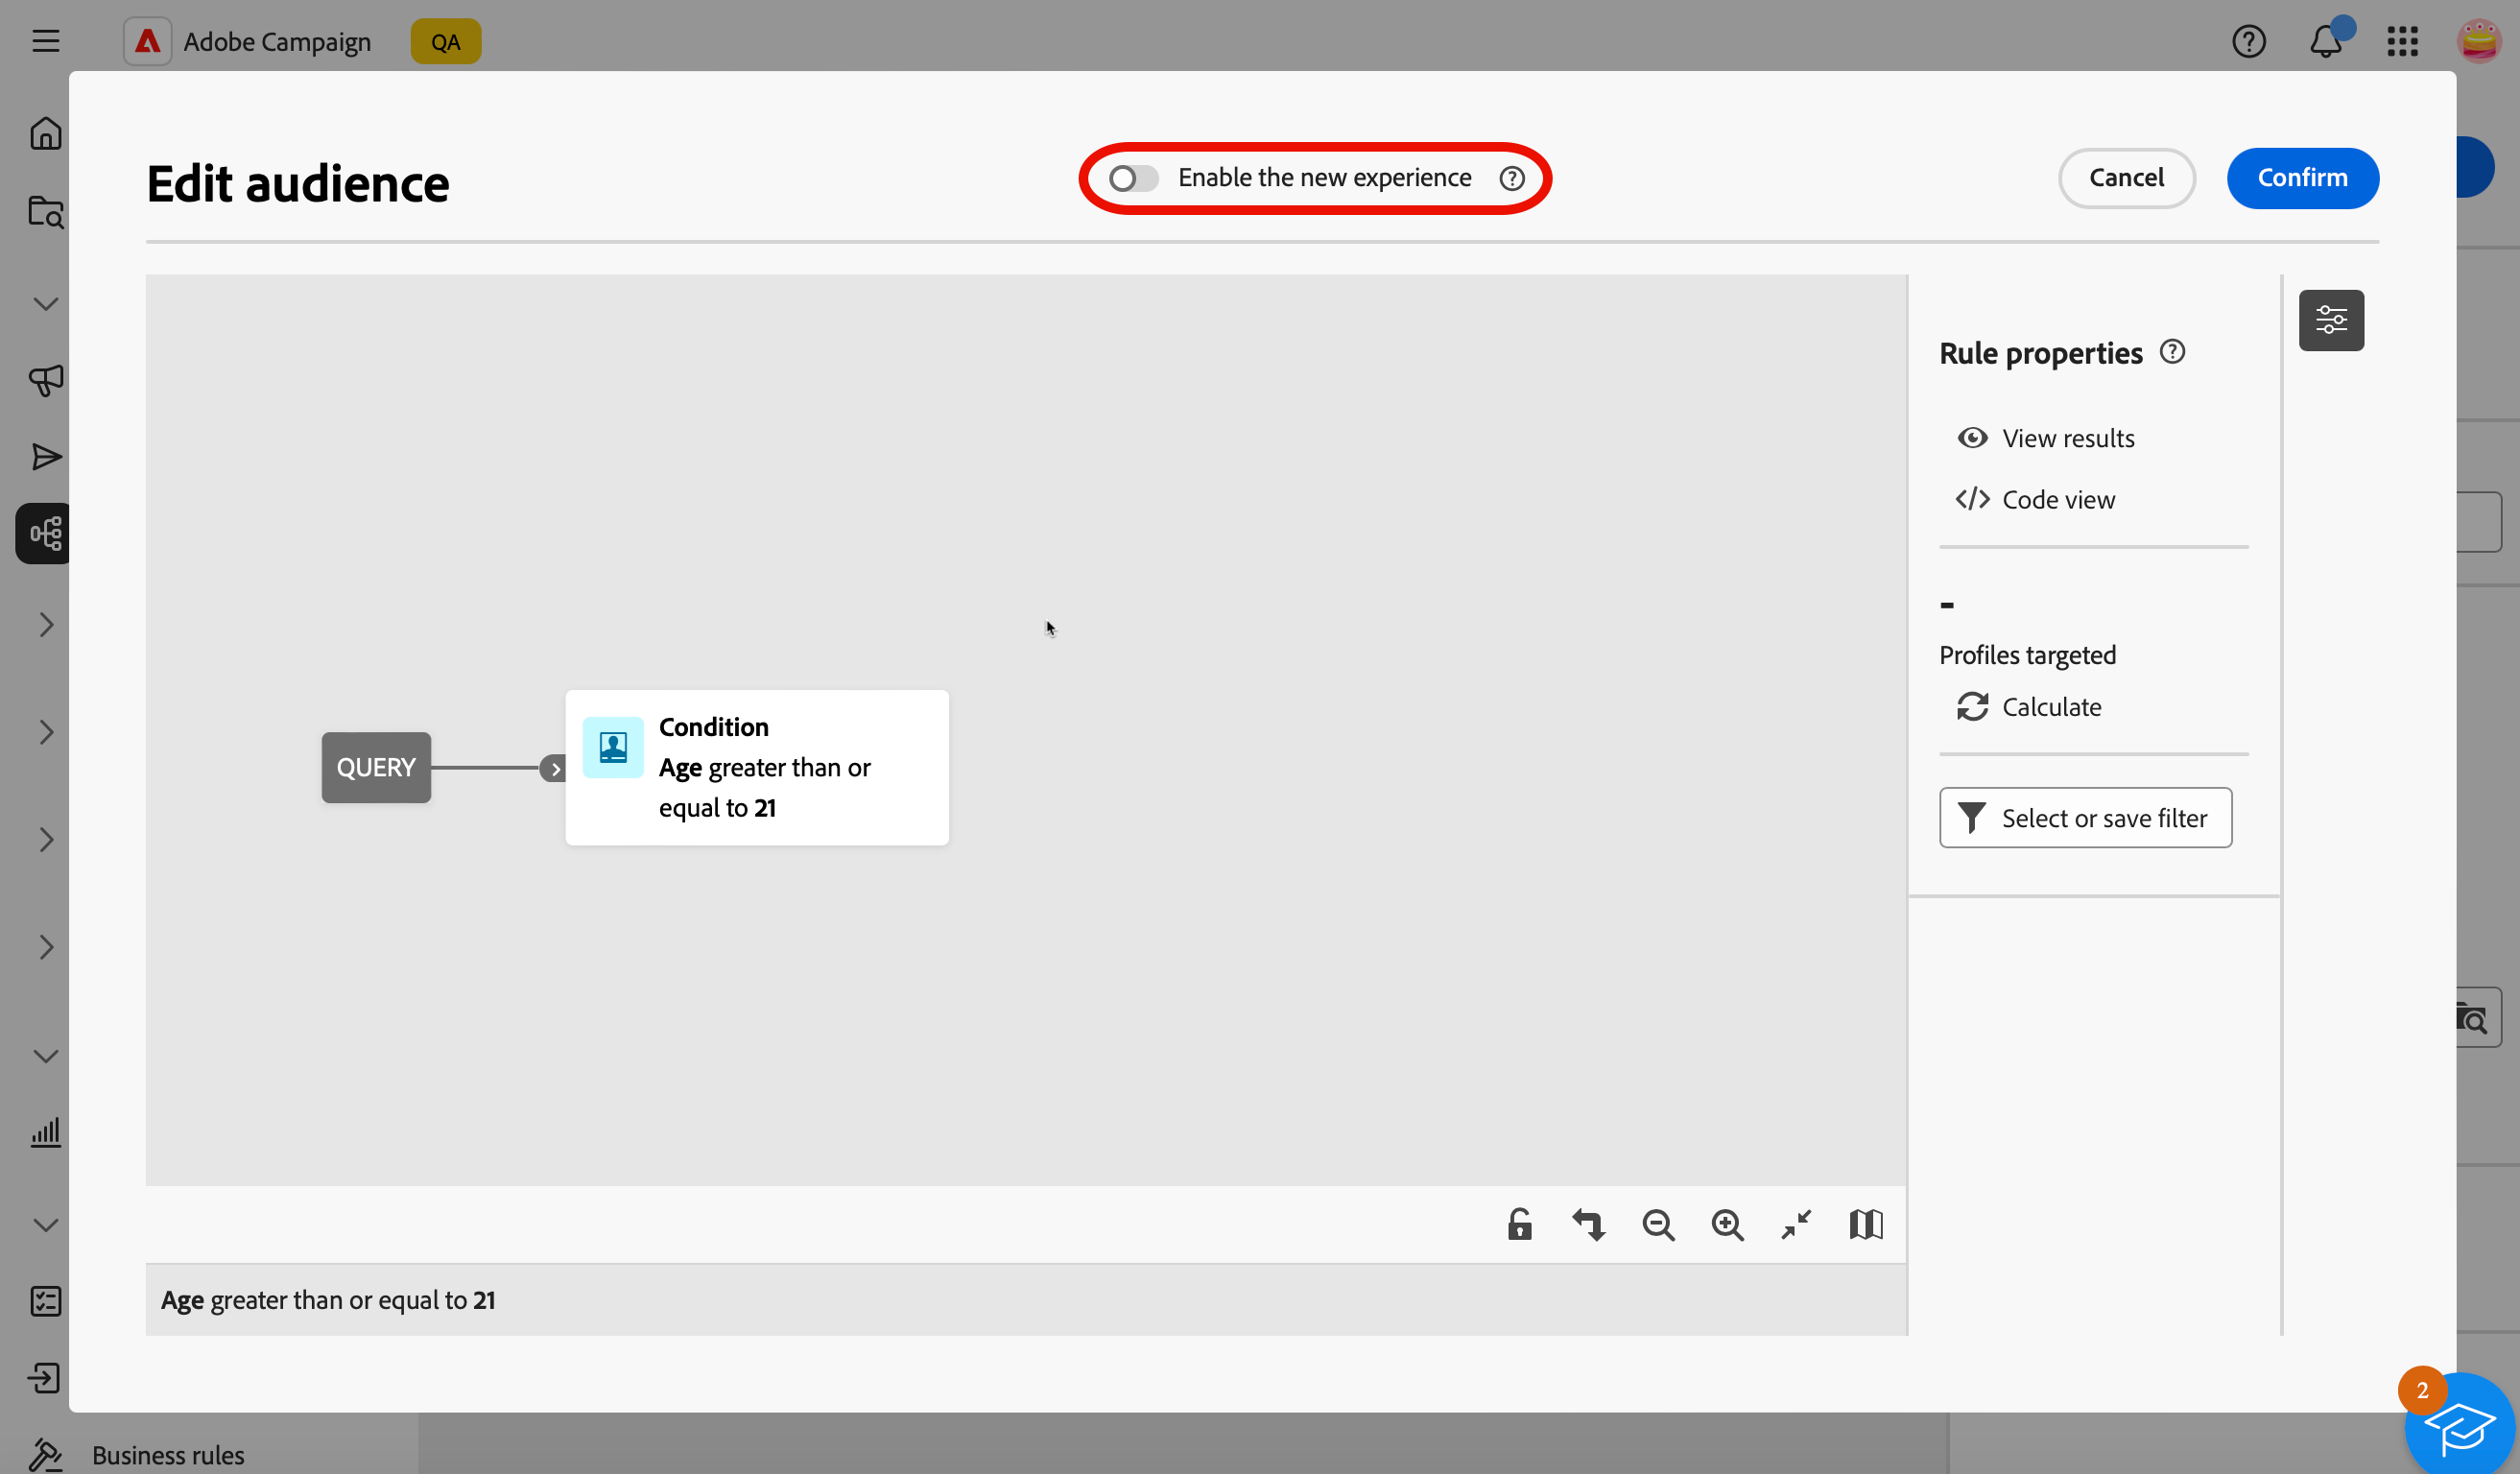 Adobe Campaign
QA
Edit audience
Enable the new experience
Cancel
Confirm
Rule properties
View results
Code view
-
Profiles targeted
Calculate
Select or save filter
QUERY
Condition
Age greater than or
equal to 21
Age greater than or equal to 21
2
Business rules